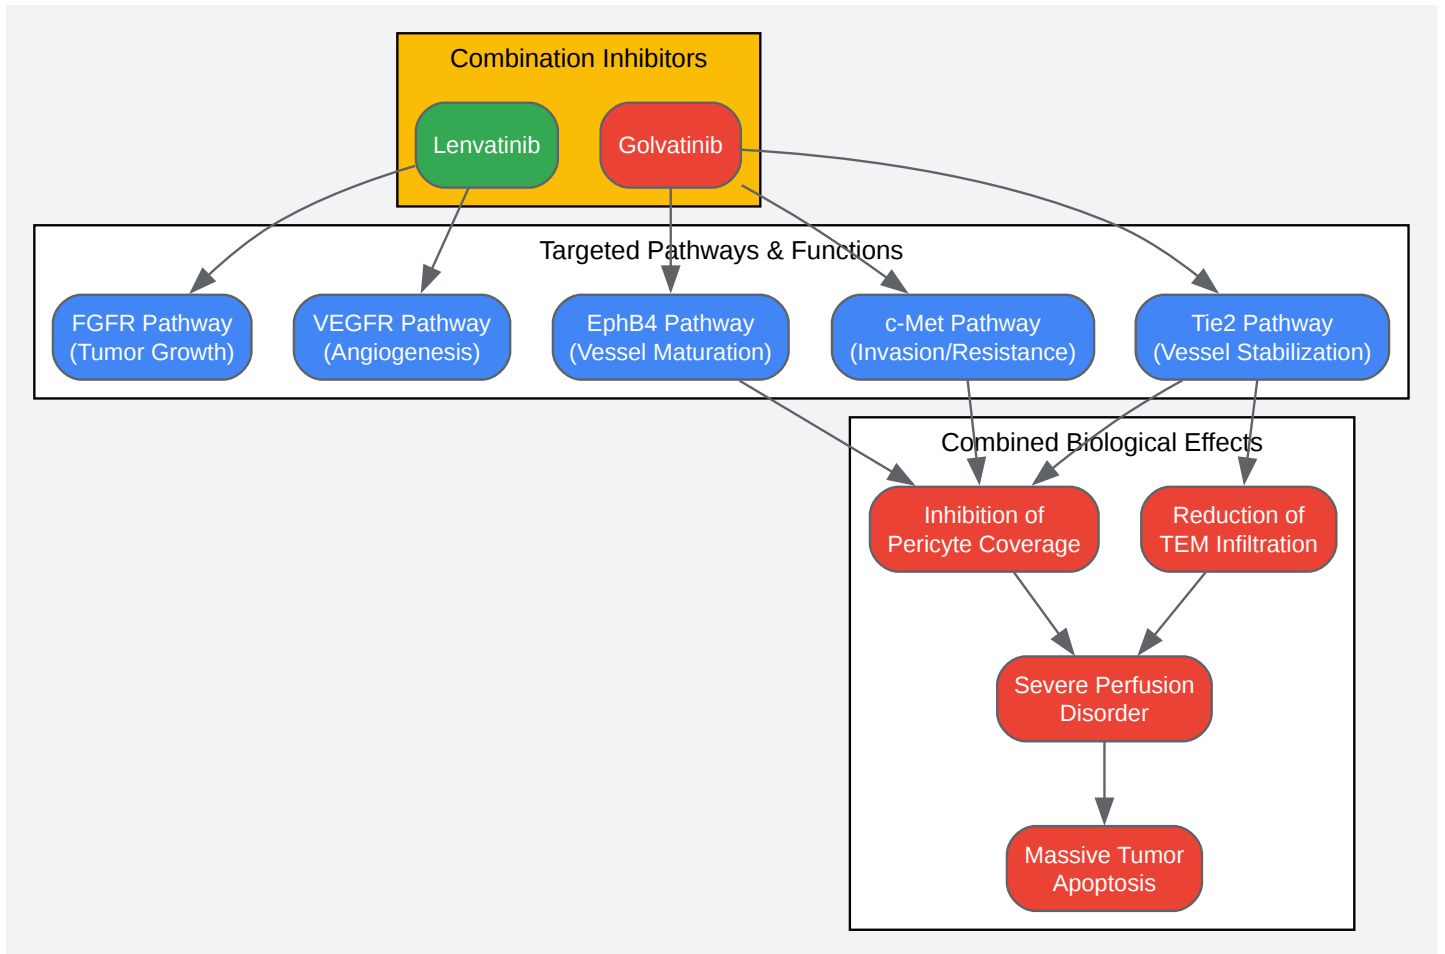 Combination Inhibitors
Lenvatinib
Golvatinib
Targeted Pathways & Functions
FGFR Pathway
(Tumor Growth)
VEGFR Pathway
(Angiogenesis)
EphB4 Pathway
(Vessel Maturation)
c-Met Pathway
(Invasion/Resistance)
Tie2 Pathway
(Vessel Stabilization)
Combined Biological Effects
Inhibition of
Pericyte Coverage
Reduction of
TEM Infiltration
Severe Perfusion
Disorder
Massive Tumor
Apoptosis